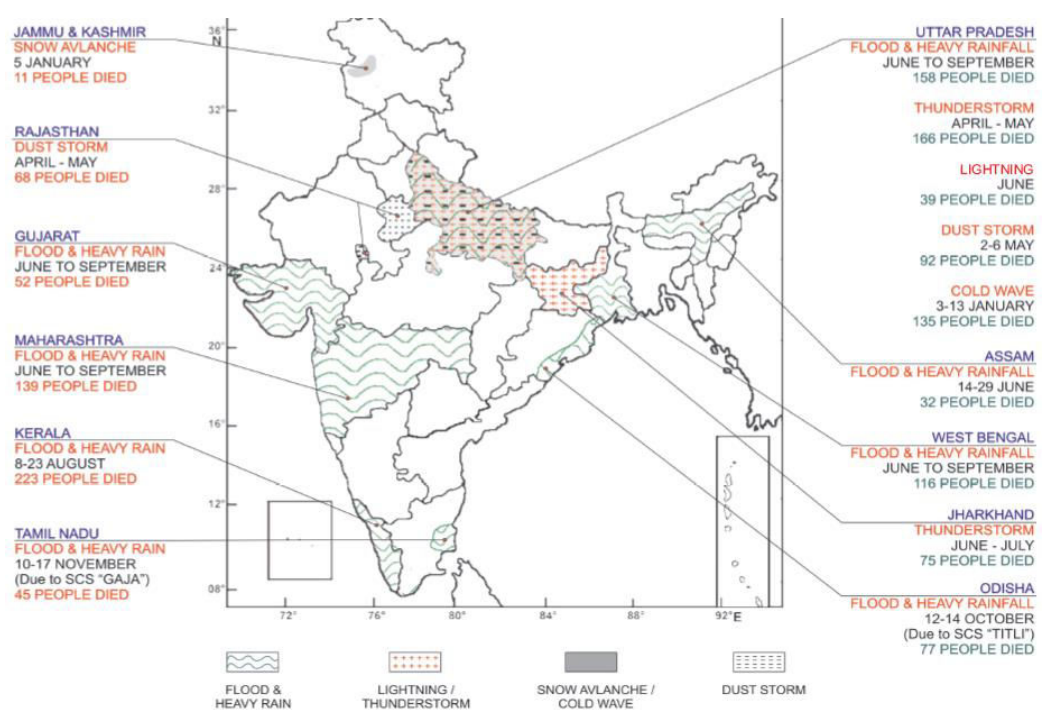 JAMMU & KASHMIR
SNOW AVLANCHE
5 JANUARY
11 PEOPLE DIED
RAJASTHAN
DUST STORM
APRIL - MAY
68 PEOPLE DIED
GUJARAT
FLOOD & HEAVY RAIN
JUNE TO SEPTEMBER
52 PEOPLE DIED
MAHARASHTRA
FLOOD & HEAVY RAIN
JUNE TO SEPTEMBER
139 PEOPLE DIED
KERALA
FLOOD & HEAVY RAIN
8-23 AUGUST
223 PEOPLE DIED
TAMIL NADU
FLOOD & HEAVY RAIN
10-17 NOVEMBER
(Due to SCS "GAJA")
45 PEOPLE DIED
36°
N
32°
28°
24°
20°
16°
12°
08°
72°
76°
80°
84°
88°
92°E
UTTAR PRADESH
FLOOD & HEAVY RAINFALL
JUNE TO SEPTEMBER
158 PEOPLE DIED
THUNDERSTORM
APRIL - MAY
166 PEOPLE DIED
LIGHTNING
JUNE
39 PEOPLE DIED
DUST STORM
2-6 MAY
92 PEOPLE DIED
COLD WAVE
3-13 JANUARY
135 PEOPLE DIED
ASSAM
FLOOD & HEAVY RAINFALL
14-29 JUNE
32 PEOPLE DIED
WEST BENGAL
FLOOD & HEAVY RAINFALL
JUNE TO SEPTEMBER
116 PEOPLE DIED
JHARKHAND
THUNDERSTORM
JUNE - JULY
75 PEOPLE DIED
ODISHA
FLOOD & HEAVY RAINFALL
12-14 OCTOBER
(Due to SCS "TITLI")
77 PEOPLE DIED
FLOOD &
HEAVY RAIN
LIGHTNING /
THUNDERSTORM
SNOW AVLANCHE /
COLD WAVE
DUST STORM